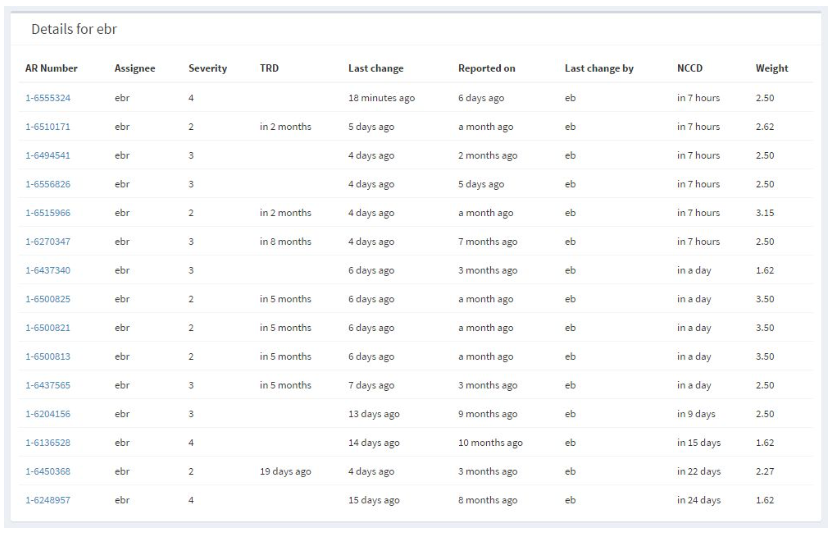 Details for ebr
AR Number Assignee Severity TRD Last change Reported on Last change by NCCD Weight
1-6555324 ebr 4 18 minutes ago 6 days ago eb in 7 hours 2.50
1-6510171 ebr 2 in 2 months 5 days ago a month ago eb in 7 hours 2.62
1-6494541 ebr 3 4 days ago 2 months ago eb in 7 hours 2.50
1-6556826 ebr 3 4 days ago 5 days ago eb in 7 hours 2.50
1-6515966 ebr 2 in 2 months 4 days ago a month ago eb in 7 hours 3.15
1-6270347 ebr 3 in 8 months 4 days ago 7 months ago eb in 7 hours 2.50
1-6437340 ebr 3 6 days ago 3 months ago eb in a day 1.62
1-6500825 ebr 2 in 5 months 6 days ago a month ago eb in a day 3.50
1-6500821 ebr 2 in 5 months 6 days ago a month ago eb in a day 3.50
1-6500813 ebr 2 in 5 months 6 days ago a month ago eb in a day 3.50
1-6437565 ebr 3 in 5 months 7 days ago 3 months ago eb in a day 2.50
1-6204156 ebr 3 13 days ago 9 months ago eb in 9 days 2.50
1-6136528 ebr 4 14 days ago 10 months ago eb in 15 days 1.62
1-6450368 ebr 2 19 days ago 4 days ago 3 months ago eb in 22 days 2.27
1-6248957 ebr 4 15 days ago 8 months ago eb in 24 days 1.62